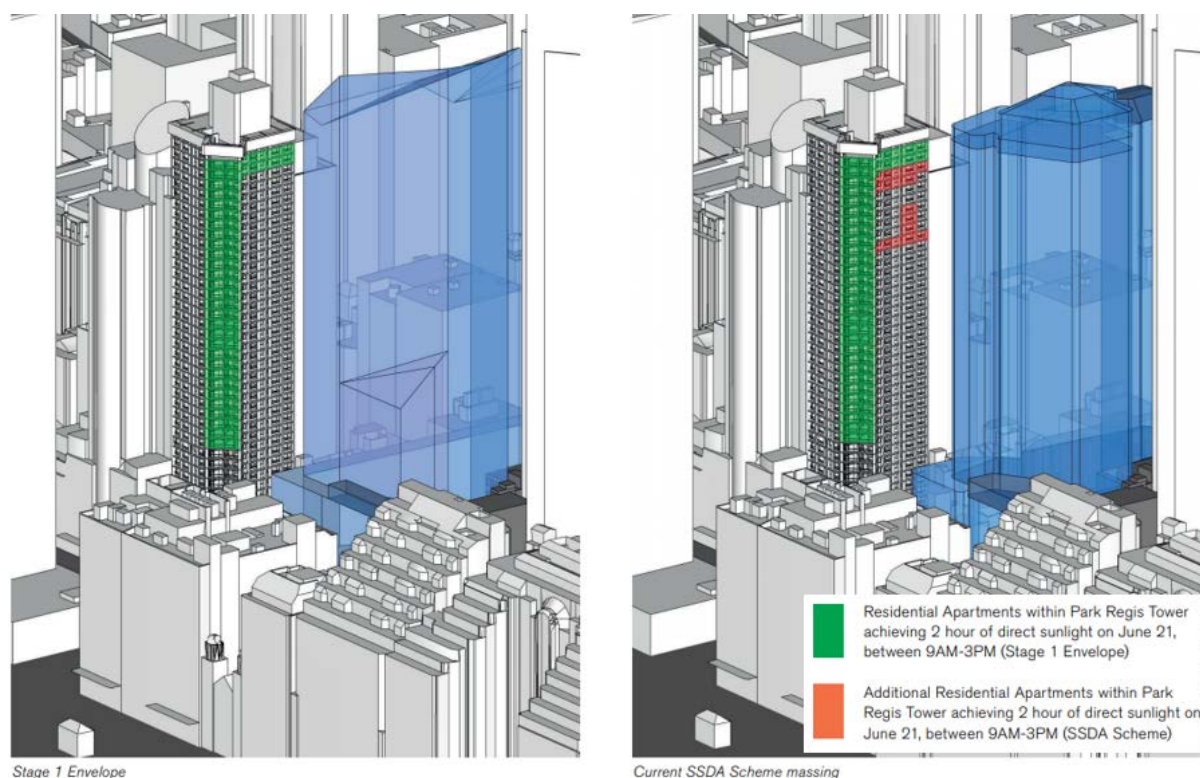 Residential Apartments within Park Regis Tower
achieving 2 hour of direct sunlight on June 21,
between 9AM-3PM (Stage 1 Envelope)
Additional Residential Apartments within Park
Regis Tower achieving 2 hour of direct sunlight on
June 21, between 9AM-3PM (SSDA Scheme)
Stage 1 Envelope
Current SSDA Scheme massing